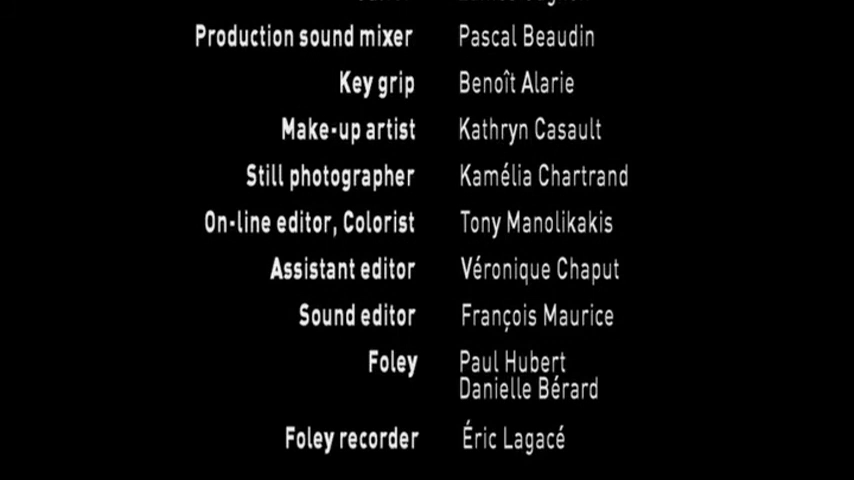 Production sound mixer Pascal Beaudin
Key grip Benoît Alarie
Make-up artist Kathryn Casault
Still photographer Kamélia Chartrand
On-line editor, Colorist Tony Manolikakis
Assistant editor Véronique Chaput
Sound editor François Maurice
Foley Paul Hubert
Danielle Bérard
Foley recorder Éric Lagacé